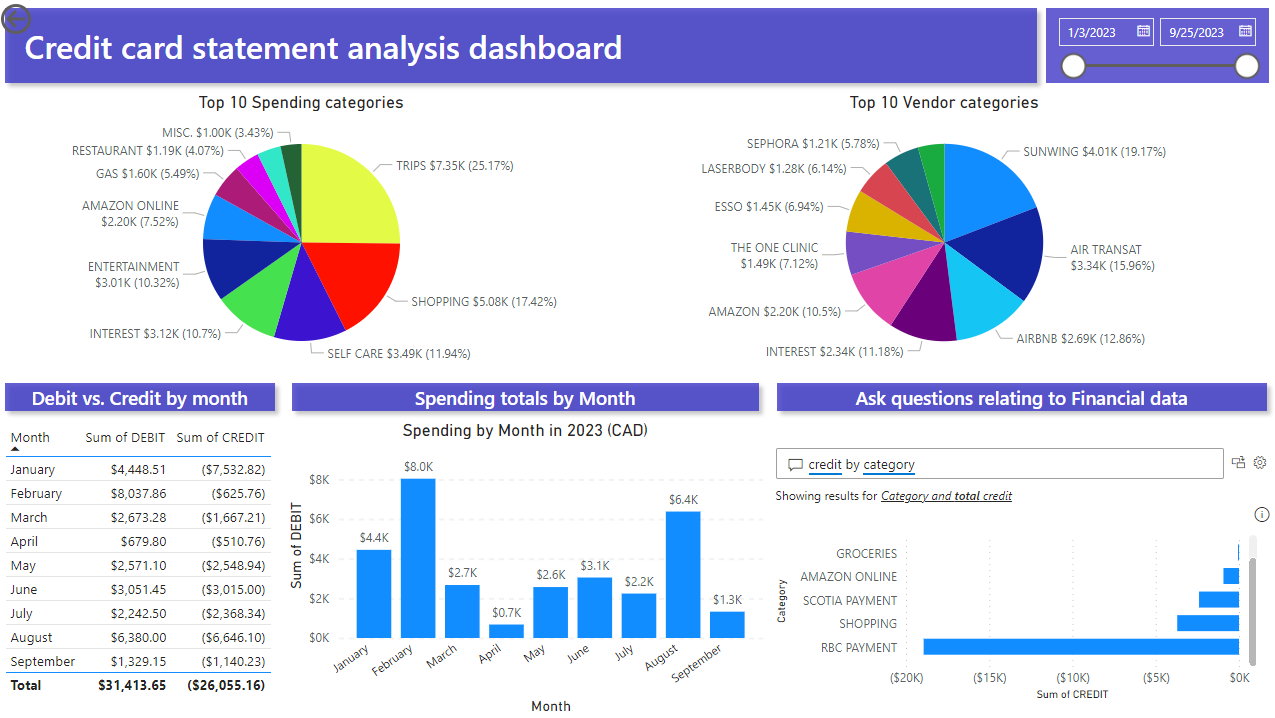 Credit card statement analysis dashboard
1/3/2023
9/25/2023
Top 10 Spending categories
MISC. $1.00K (3.43%)
RESTAURANT $1.19K (4.07%)
GAS $1.60K (5.49%)
AMAZON ONLINE
$2.20K (7.52%)
ENTERTAINMENT
$3.01K (10.32%)
INTEREST $3.12K (10.7%)
TRIPS $7.35K (25.17%)
SHOPPING $5.08K (17.42%)
SELF CARE $3.49K (11.94%)
Top 10 Vendor categories
SEPHORA $1.21K (5.78%)
LASERBODY $1.28K (6.14%)
ESSO $1.45K (6.94%)
THE ONE CLINIC
$1.49K (7.12%)
AMAZON $2.20K (10.5%)
INTEREST $2.34K (11.18%)
SUNWING $4.01K (19.17%)
AIR TRANSAT
$3.34K (15.96%)
AIRBNB $2.69K (12.86%)
Debit vs. Credit by month
Month Sum of DEBIT Sum of CREDIT
January $4,448.51 ($7,532.82)
February $8,037.86 ($625.76)
March $2,673.28 ($1,667.21)
April $679.80 ($510.76)
May $2,571.10 ($2,548.94)
June $3,051.45 ($3,015.00)
July $2,242.50 ($2,368.34)
August $6,380.00 ($6,646.10)
September $1,329.15 ($1,140.23)
Total $31,413.65 ($26,055.16)
Spending totals by Month
Spending by Month in 2023 (CAD)
Sum of DEBIT
$8K
$6K
$4K
$2K
$0K
$4.4K
$8.0K
$2.7K
$0.7K
$2.6K
$3.1K
$2.2K
$6.4K
$1.3K
January
February
March
April
May
June
July
August
September
Month
Ask questions relating to Financial data
credit by category
Showing results for Category and total credit
Category
GROCERIES
AMAZON ONLINE
SCOTIA PAYMENT
SHOPPING
RBC PAYMENT
($20K) ($15K) ($10K) ($5K) $0K
Sum of CREDIT